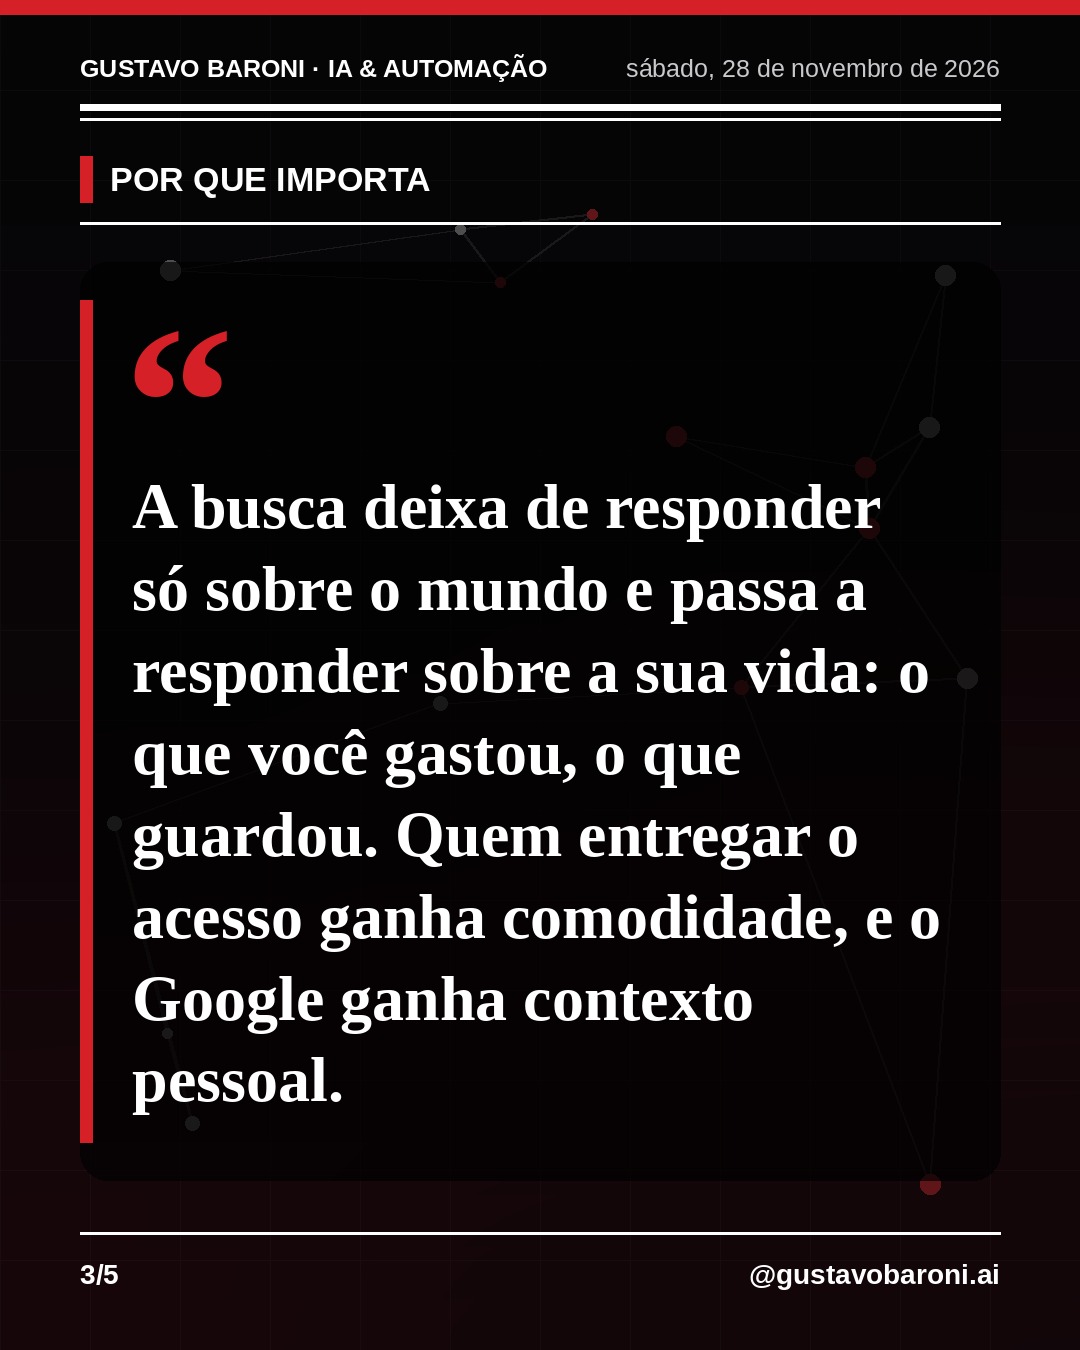 GUSTAVO BARONI · IA & AUTOMAÇÃO
sábado, 28 de novembro de 2026
POR QUE IMPORTA
“
A busca deixa de responder
só sobre o mundo e passa a
responder sobre a sua vida: o
que você gastou, o que
guardou. Quem entregar o
acesso ganha comodidade, e o
Google ganha contexto
pessoal.
3/5
@gustavobaroni.ai